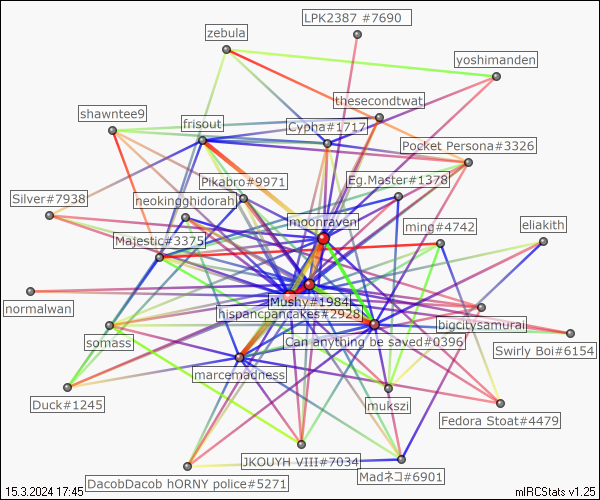 LPK2387 #7690
zebula
yoshimanden
thesecondtwat
shawntee9
frisout
Cypha#1717
Pocket Persona#3326
Pikabro#9971
Eg.Master#1378
Silver#7938
neokingghidorah
moonraven
ming#4742
eliakith
Majestic#3375
Mushy#1984
normalwan
hispancpancakes#2928
bigcitysamurai
somass
Can anything be saved#0396
Swirly Boi#6154
marcemadness
Duck#1245
mukszi
Fedora Stoat#4479
JKOUYH VIII#7034
Madネコ#6901
DacobDacob hORNY police#5271
15.3.2024 17:45
mIRCStats v1.25